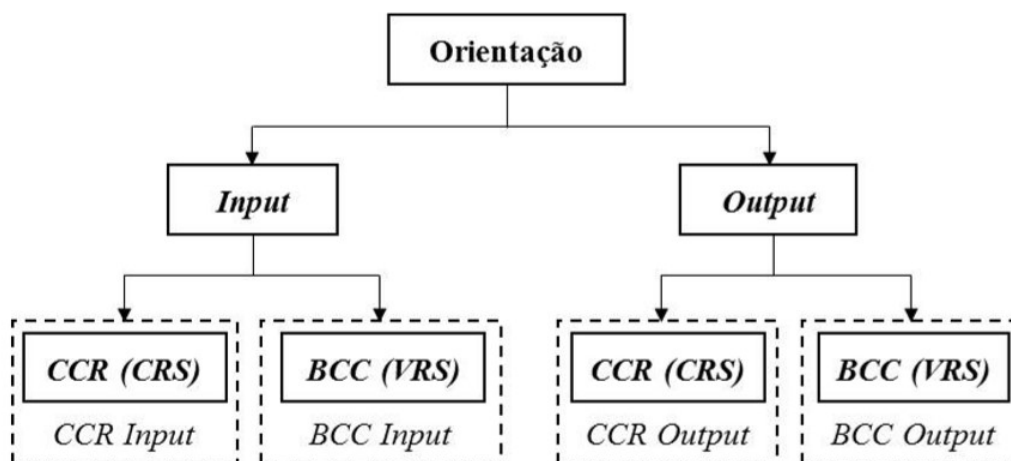 Orientação
Input
Output
CCR (CRS)
BCC (VRS)
CCR (CRS)
BCC (VRS)
CCR Input
BCC Input
CCR Output
BCC Output